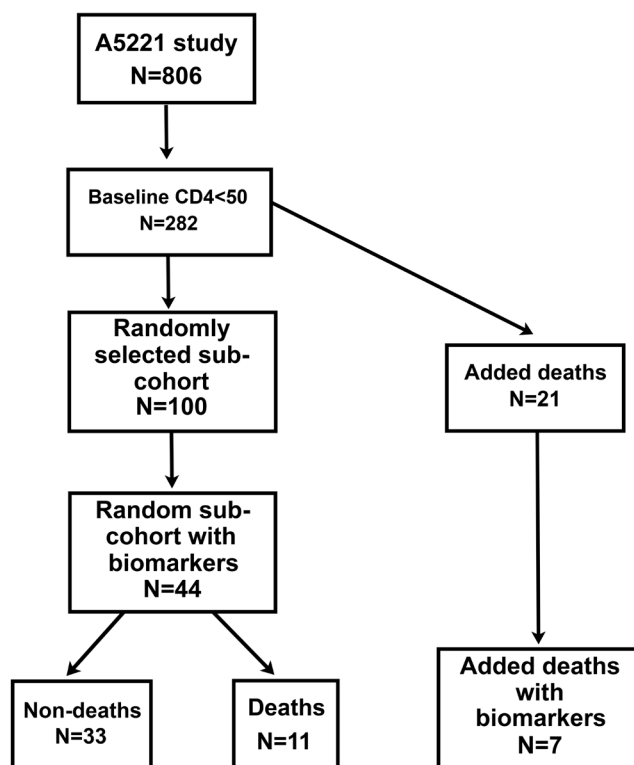 A5221 study
N=806
Baseline CD4<50
N=282
Randomly
selected sub-
cohort
N=100
Added deaths
N=21
Random sub-
cohort with
biomarkers
N=44
Non-deaths
N=33
Deaths
N=11
Added deaths
with
biomarkers
N=7